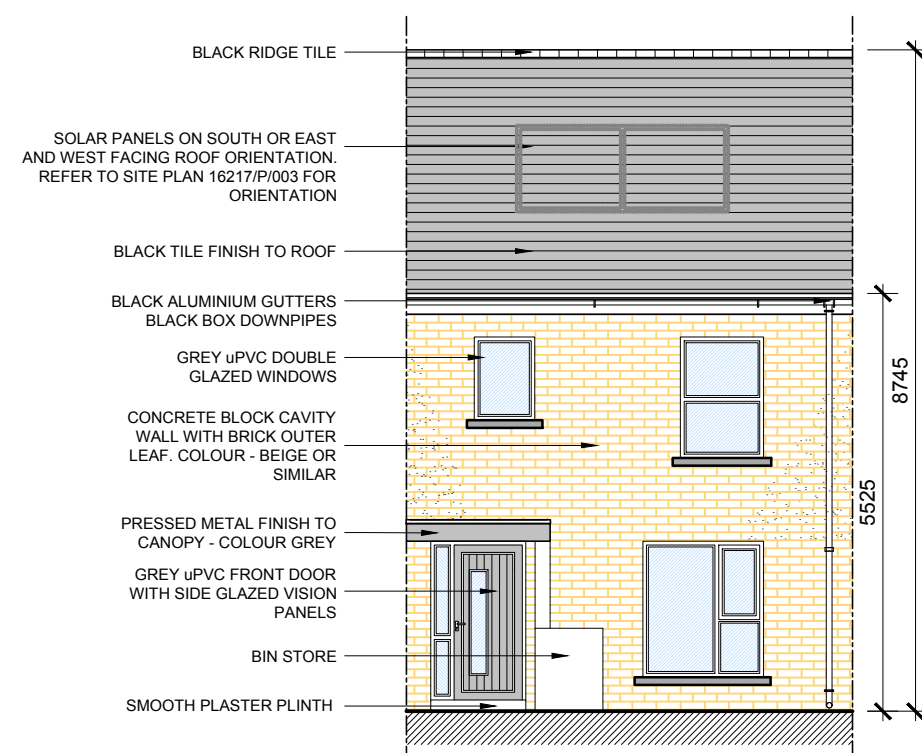 BLACK RIDGE TILE
SOLAR PANELS ON SOUTH OR EAST
AND WEST FACING ROOF ORIENTATION.
REFER TO SITE PLAN 16217/P/003 FOR
ORIENTATION
BLACK TILE FINISH TO ROOF
BLACK ALUMINIUM GUTTERS
BLACK BOX DOWNPIPES
GREY uPVC DOUBLE
GLAZED WINDOWS
CONCRETE BLOCK CAVITY
WALL WITH BRICK OUTER
LEAF. COLOUR - BEIGE OR
SIMILAR
PRESSED METAL FINISH TO
CANOPY - COLOUR GREY
GREY uPVC FRONT DOOR
WITH SIDE GLAZED VISION
PANELS
BIN STORE
SMOOTH PLASTER PLINTH
5525
8745